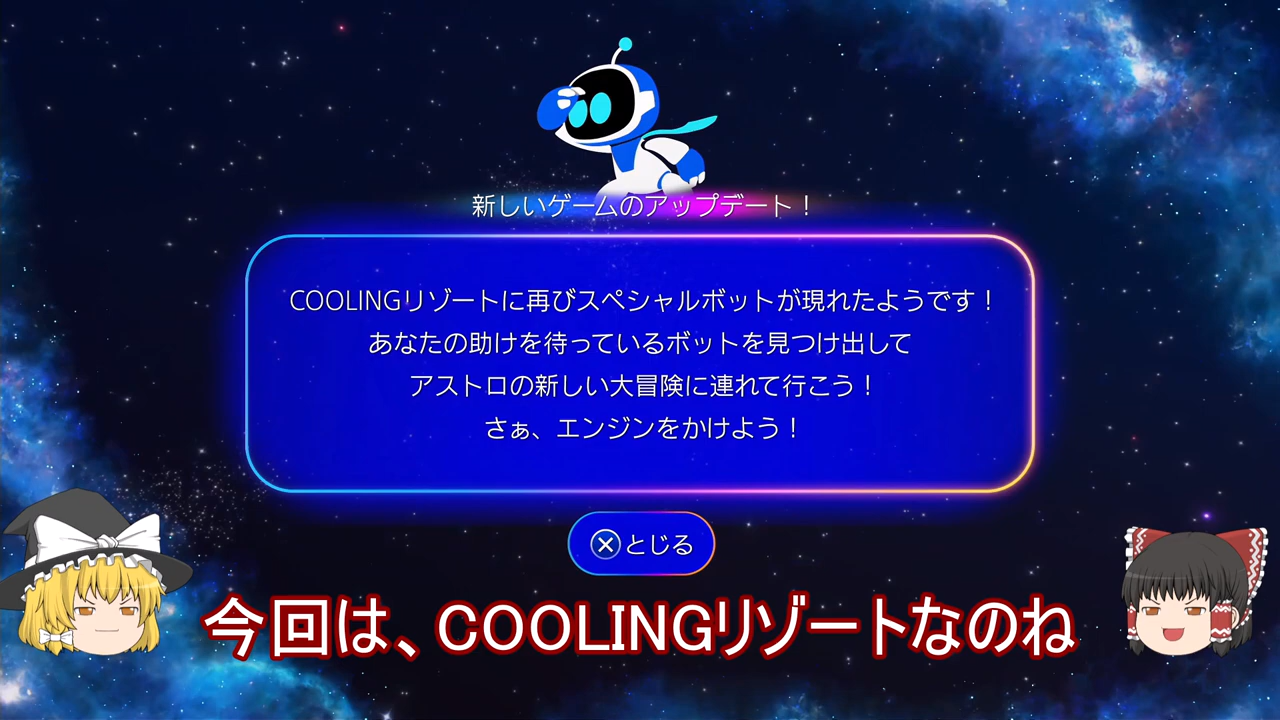 新しいゲームのアップデート！
COOLINGリゾートに再びスペシャルボットが現れたようです！
あなたの助けを待っているボットを見つけ出して
アストロの新しい大冒険に連れて行こう！
さぁ、エンジンをかけよう！
とじる
今回は、COOLINGリゾートなのね